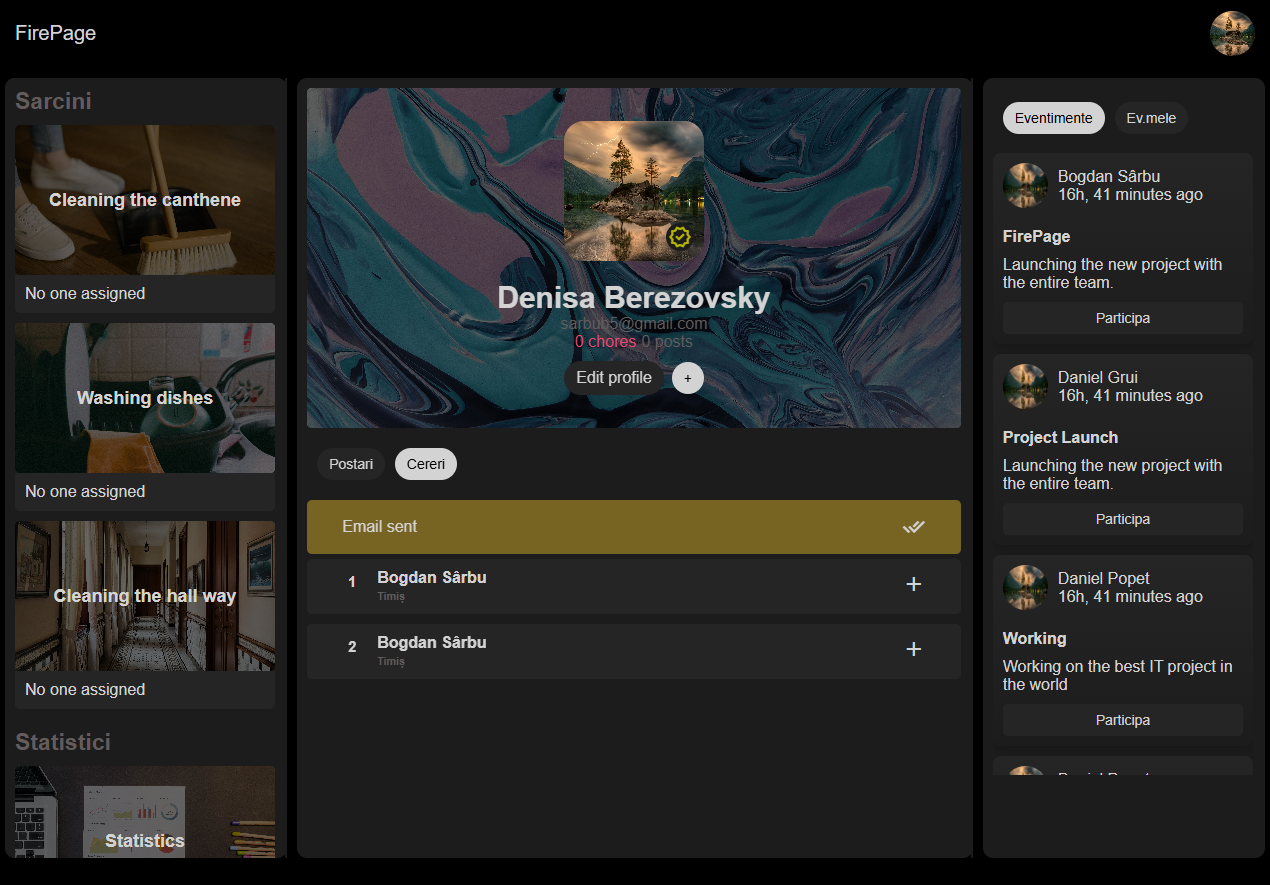 FirePage
Sarcini
Cleaning the canthene
No one assigned
Washing dishes
No one assigned
Cleaning the hall way
No one assigned
Statistici
Statistics
Denisa Berezovsky
sarbub5@gmail.com
0 chores 0 posts
Edit profile +
Postari Cereri
Email sent
1 Bogdan Sârbu +
Timiș
2 Bogdan Sârbu +
Timiș
Eventimente Ev.mele
Bogdan Sârbu
16h, 41 minutes ago
FirePage
Launching the new project with
the entire team.
Participa
Daniel Grui
16h, 41 minutes ago
Project Launch
Launching the new project with
the entire team.
Participa
Daniel Popet
16h, 41 minutes ago
Working
Working on the best IT project in
the world
Participa